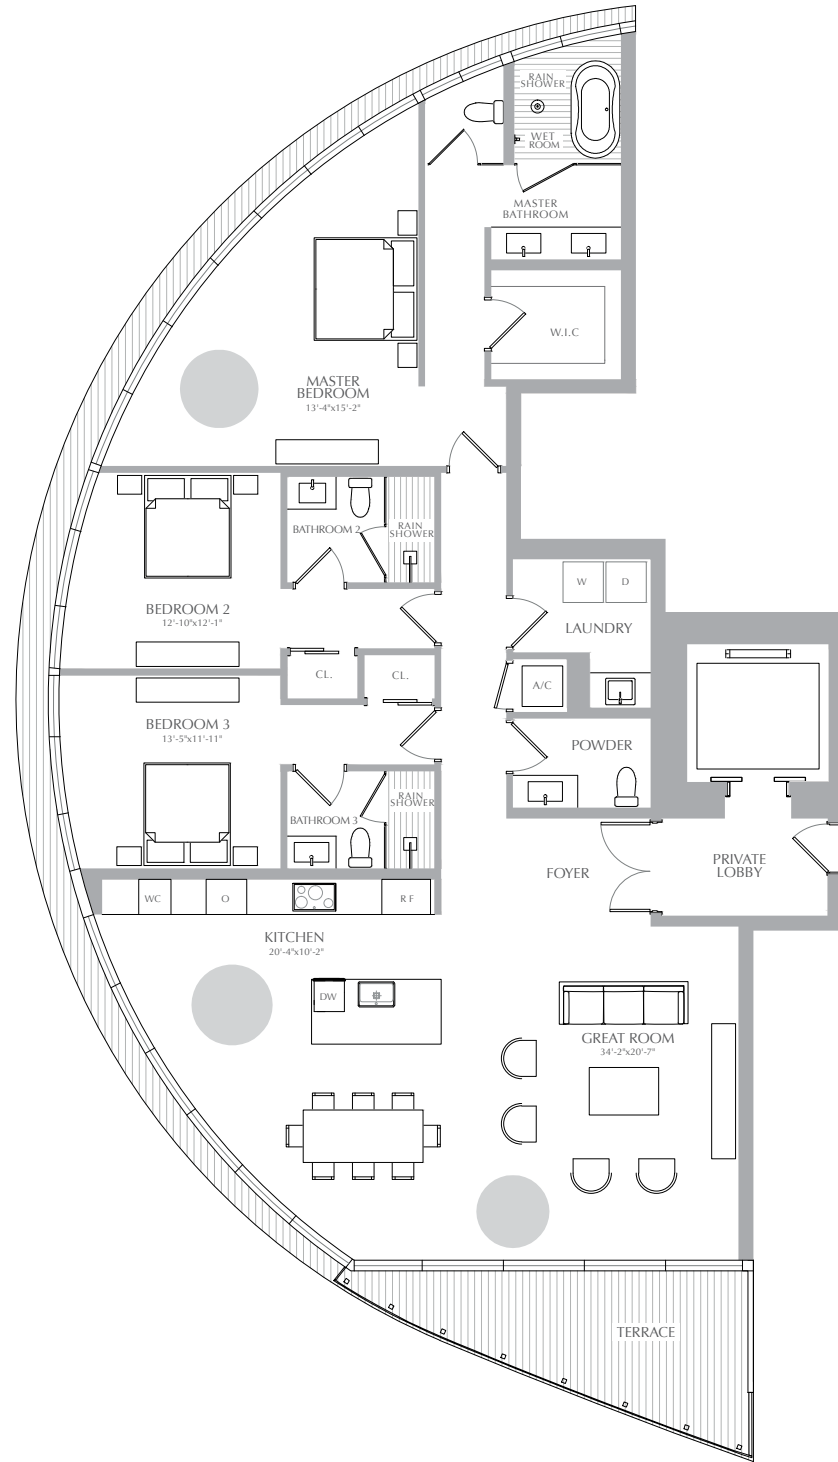 RAIN
SHOWER
WET
ROOM
MASTER
BATHROOM
W.I.C
MASTER
BEDROOM
13'-4"x15'-2"
BATHROOM 2
RAIN
SHOWER
BEDROOM 2
12'-10"x12'-1"
W
D
LAUNDRY
CL.
CL.
A/C
BEDROOM 3
13'-5"x11'-11"
POWDER
RAIN
SHOWER
BATHROOM 3
FOYER
PRIVATE
LOBBY
WC
O
RF
KITCHEN
20'-4"x10'-2"
DW
GREAT ROOM
34'-2"x20'-7"
TERRACE